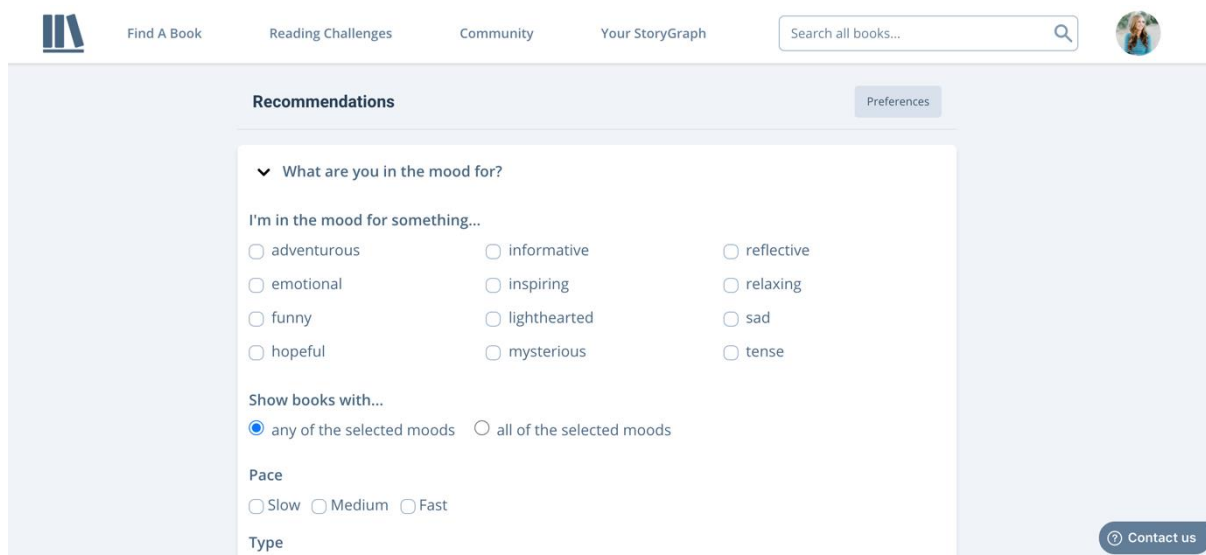 Find A Book Reading Challenges Community Your StoryGraph Search all books...
Recommendations Preferences
What are you in the mood for?
I'm in the mood for something...
adventurous informative reflective
emotional inspiring relaxing
funny lighthearted sad
hopeful mysterious tense
Show books with...
any of the selected moods all of the selected moods
Pace
Slow Medium Fast
Type
Contact us